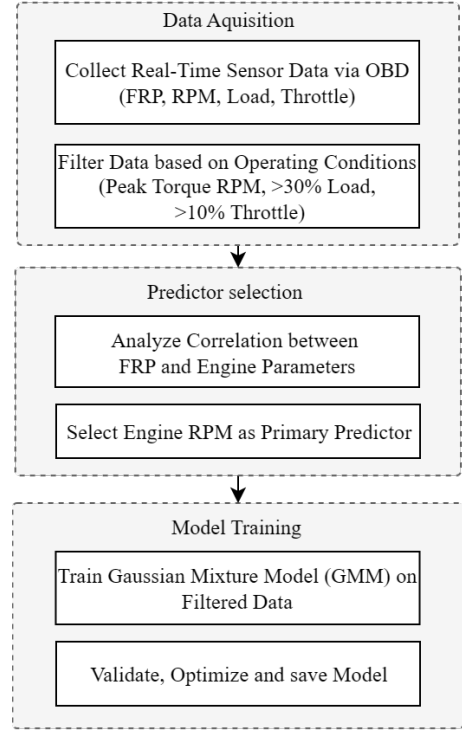 Data Aquisition
Collect Real-Time Sensor Data via OBD
(FRP, RPM, Load, Throttle)
Filter Data based on Operating Conditions
(Peak Torque RPM, >30% Load,
>10% Throttle)
Predictor selection
Analyze Correlation between
FRP and Engine Parameters
Select Engine RPM as Primary Predictor
Model Training
Train Gaussian Mixture Model (GMM) on
Filtered Data
Validate, Optimize and save Model